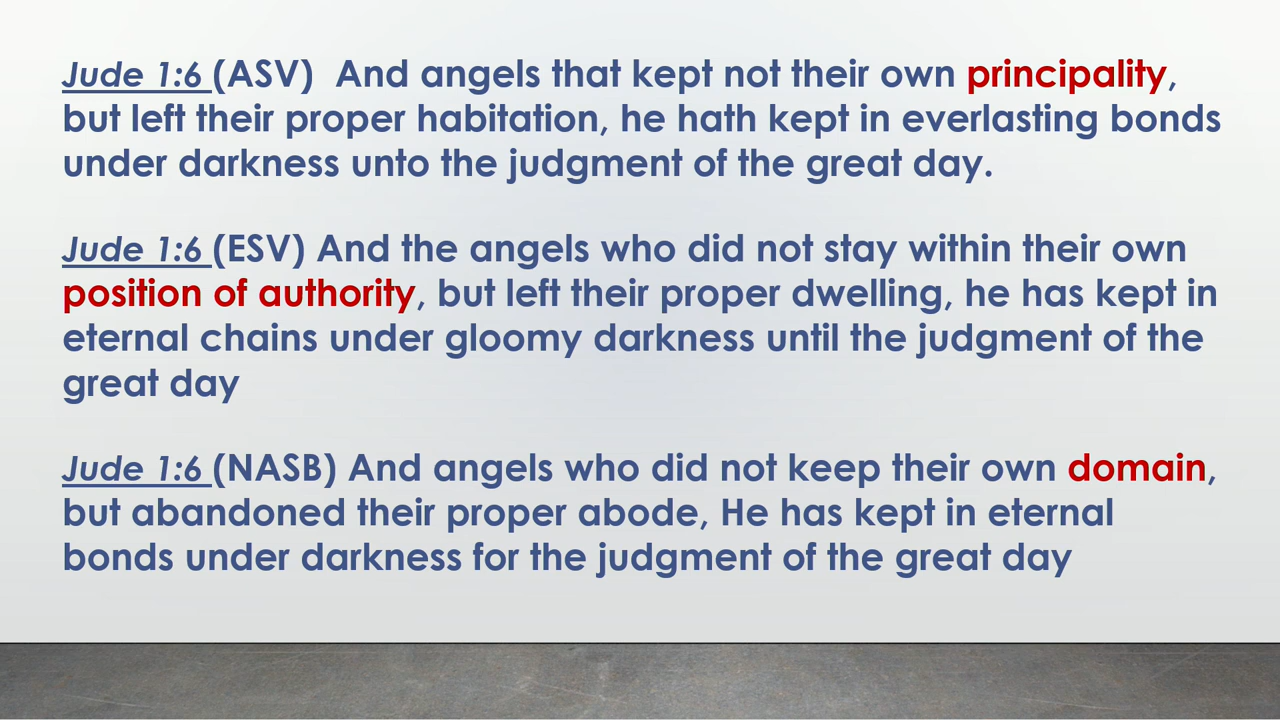 Jude 1:6 (ASV)  And angels that kept not their own principality,
but left their proper habitation, he hath kept in everlasting bonds
under darkness unto the judgment of the great day.
Jude 1:6 (ESV) And the angels who did not stay within their own
position of authority, but left their proper dwelling, he has kept in
eternal chains under gloomy darkness until the judgment of the
great day
Jude 1:6 (NASB) And angels who did not keep their own domain,
but abandoned their proper abode, He has kept in eternal
bonds under darkness for the judgment of the great day